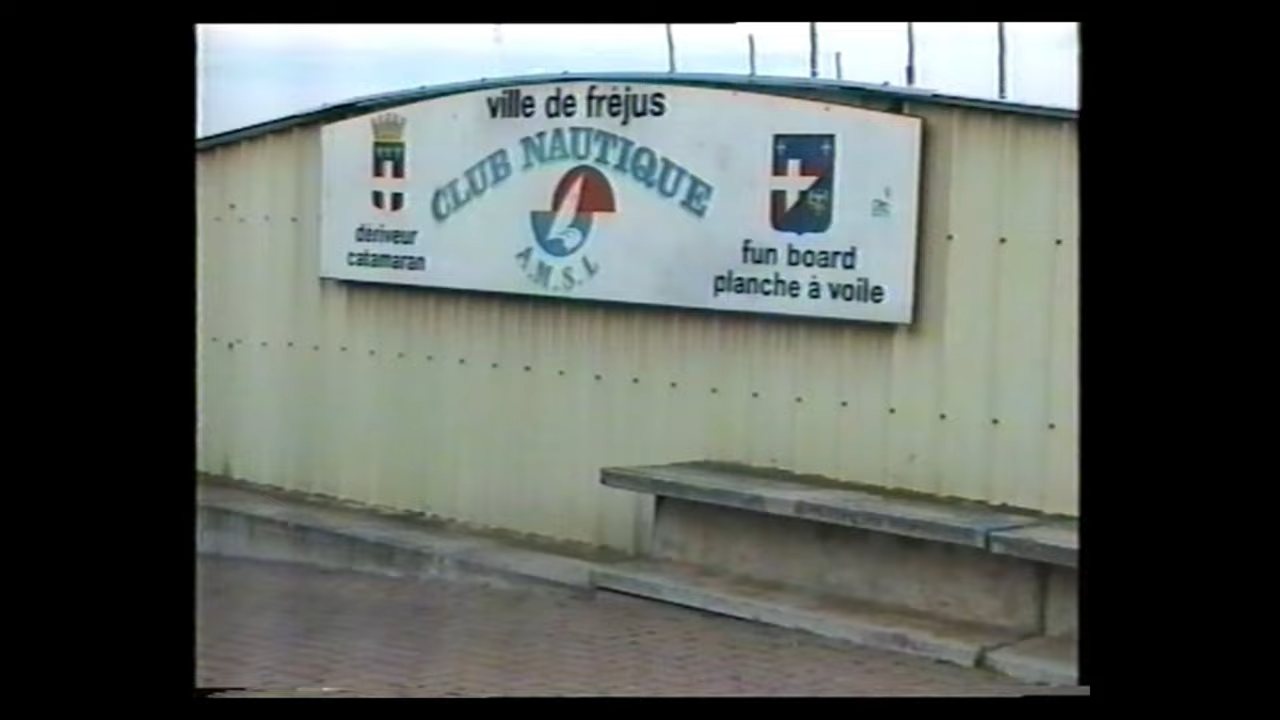 ville de fréjus
CLUB NAUTIQUE
A.M.S.L
dériveur
catamaran
fun board
planche à voile